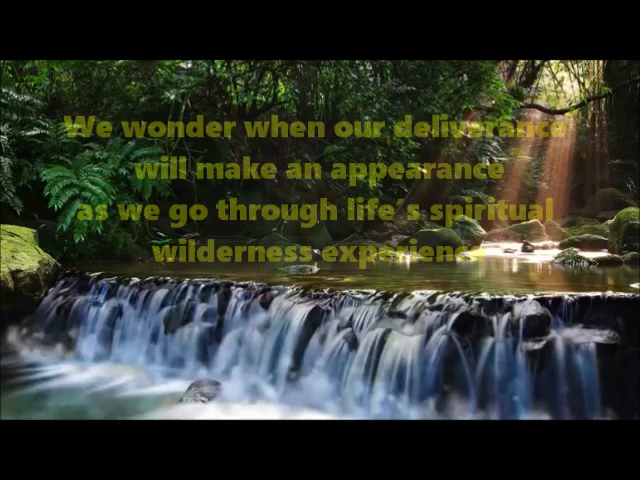 We wonder when our deliverance
will make an appearance
as we go through life´s spiritual
wilderness experience